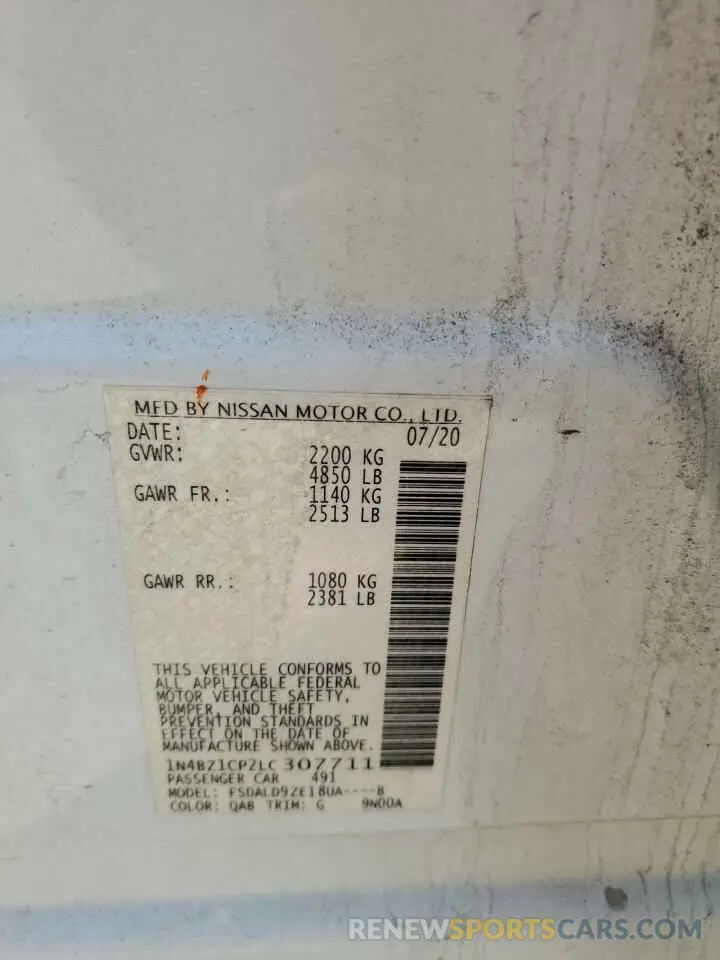 MFD BY NISSAN MOTOR CO., LTD.
DATE: 07/20
GVWR: 2200 KG
4850 LB
GAWR FR.: 1140 KG
2513 LB
GAWR RR.: 1080 KG
2381 LB
THIS VEHICLE CONFORMS TO
ALL APPLICABLE FEDERAL
MOTOR VEHICLE SAFETY,
BUMPER, AND THEFT
PREVENTION STANDARDS IN
EFFECT ON THE DATE OF
MANUFACTURE SHOWN ABOVE.
1N4BZ1CP2LC307711
PASSENGER CAR 491
MODEL: FSDALD9ZE18UA----B
COLOR: QAB TRIM: G 9N00A
RENEWSPORTSCARS.COM